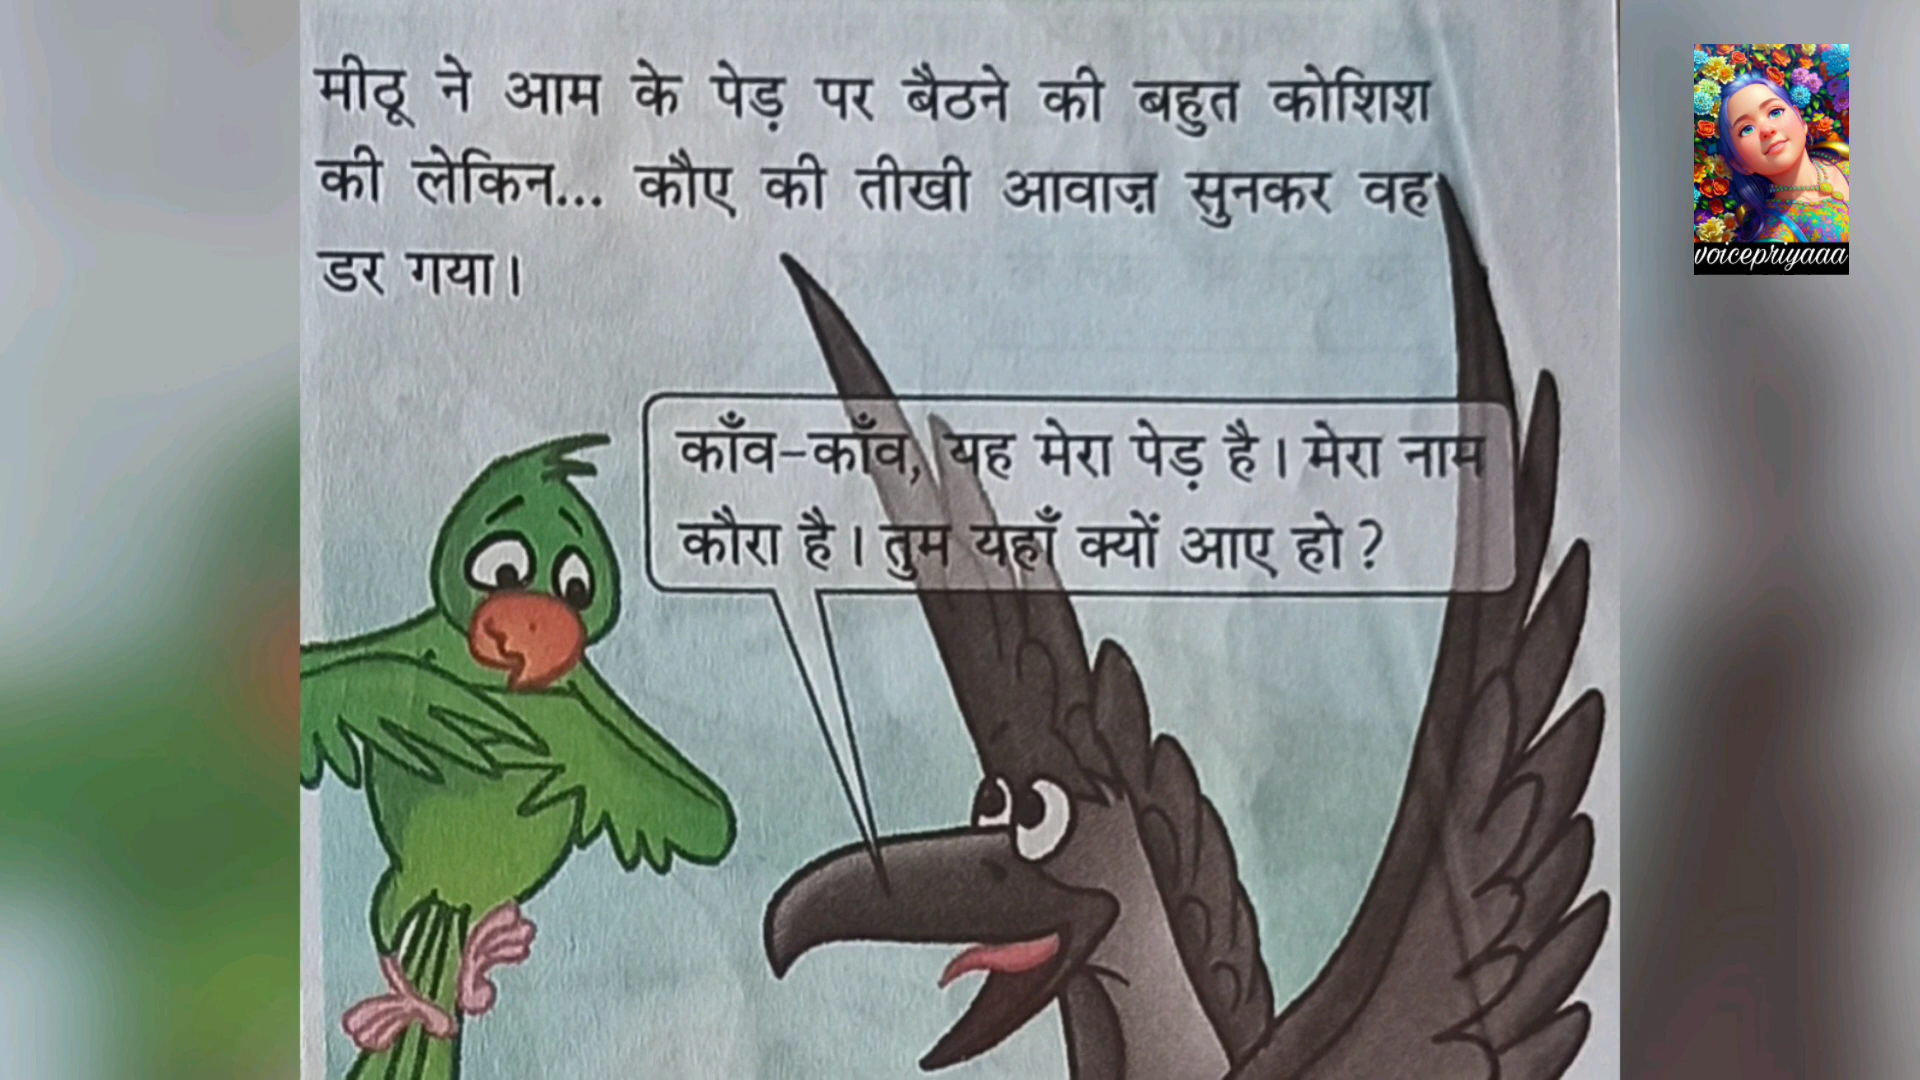 मीठू ने आम के पेड़ पर बैठने की बहुत कोशिश
की लेकिन... कौए की तीखी आवाज़ सुनकर वह
डर गया।
काँव-काँव, यह मेरा पेड़ है। मेरा नाम
कौरा है। तुम यहाँ क्यों आए हो?
voicepriyaaa